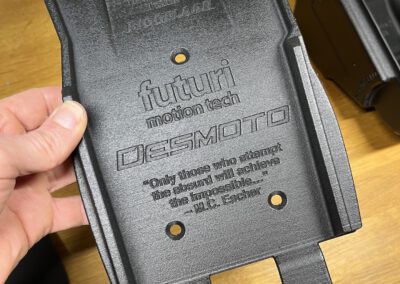 futuri
motion tech
DESMOTO
“Only those who attempt
the absurd will achieve
the impossible...”
– M.C. Escher